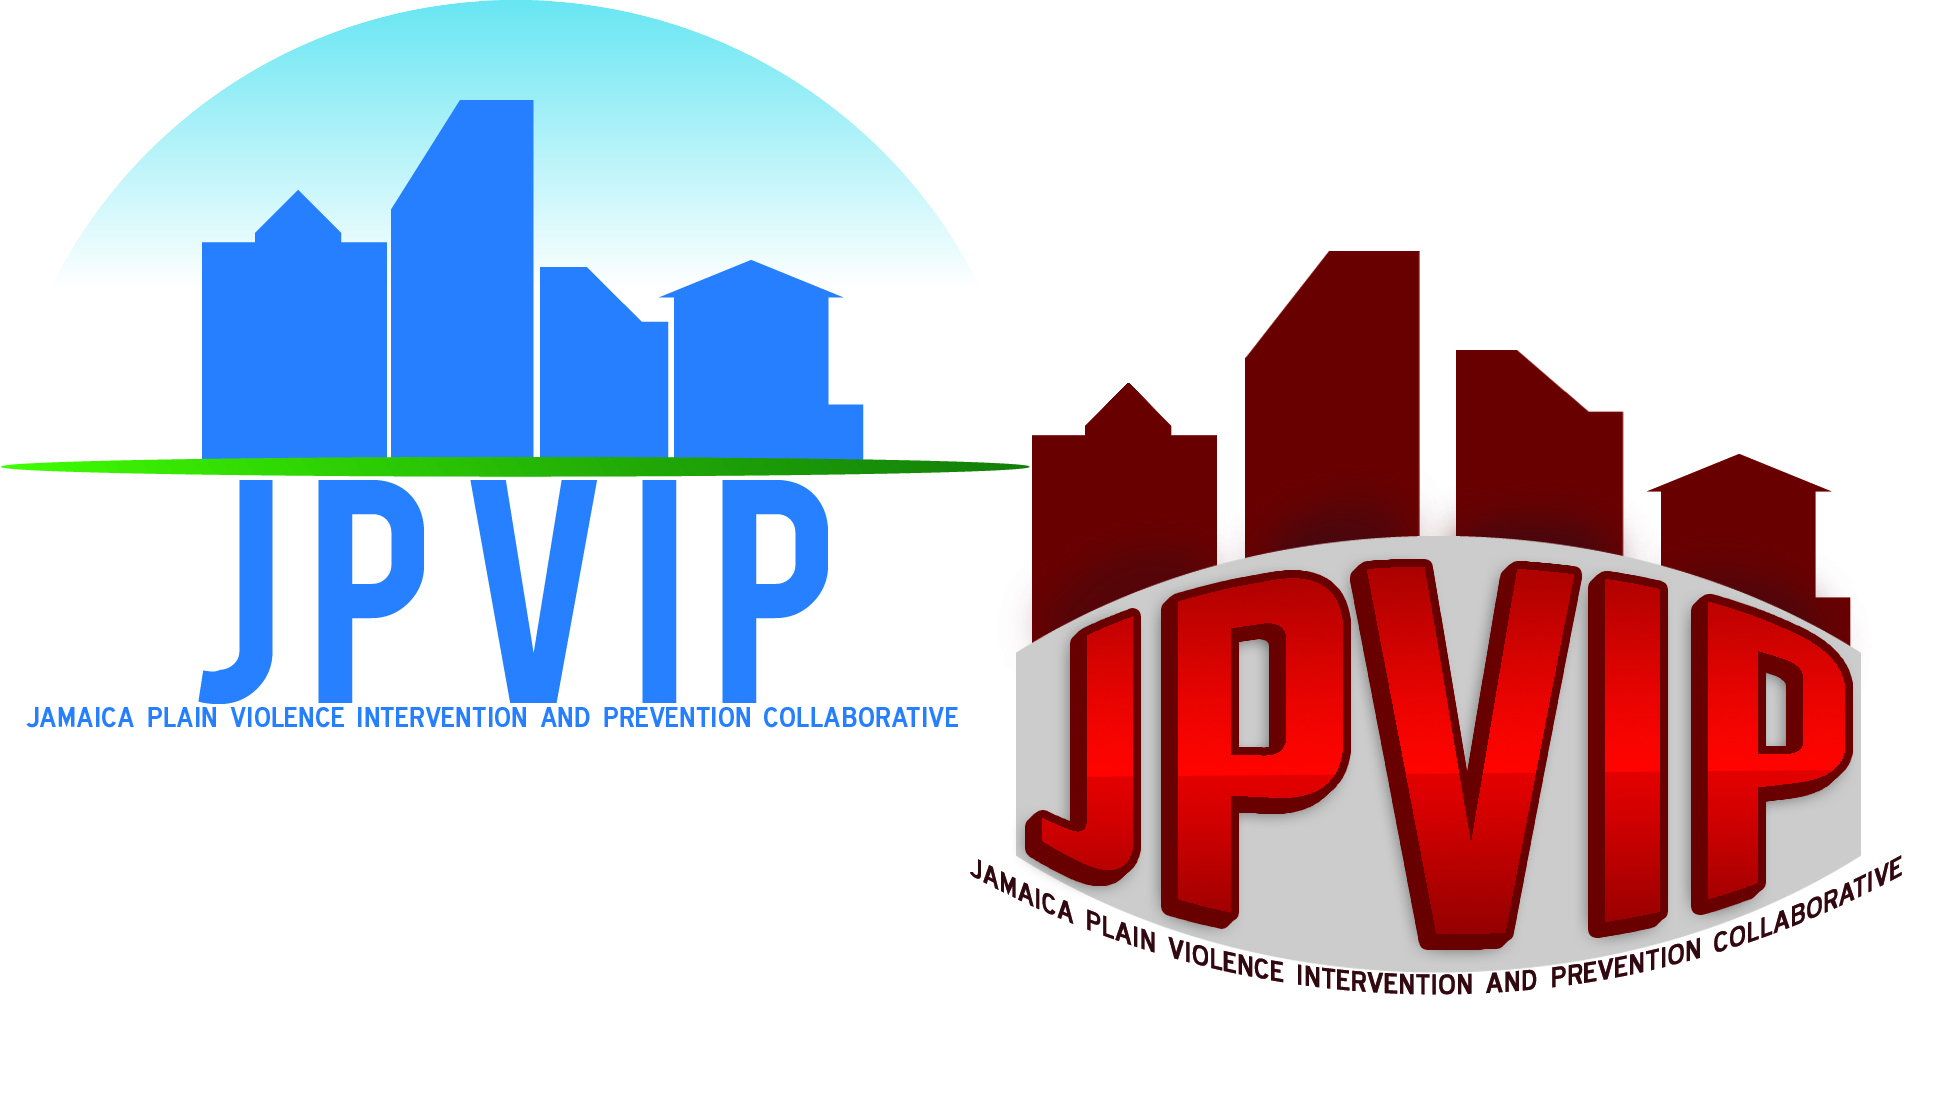 JPVIP
JAMAICA PLAIN VIOLENCE INTERVENTION AND PREVENTION COLLABORATIVE
JPVIP
JAMAICA PLAIN VIOLENCE INTERVENTION AND PREVENTION COLLABORATIVE